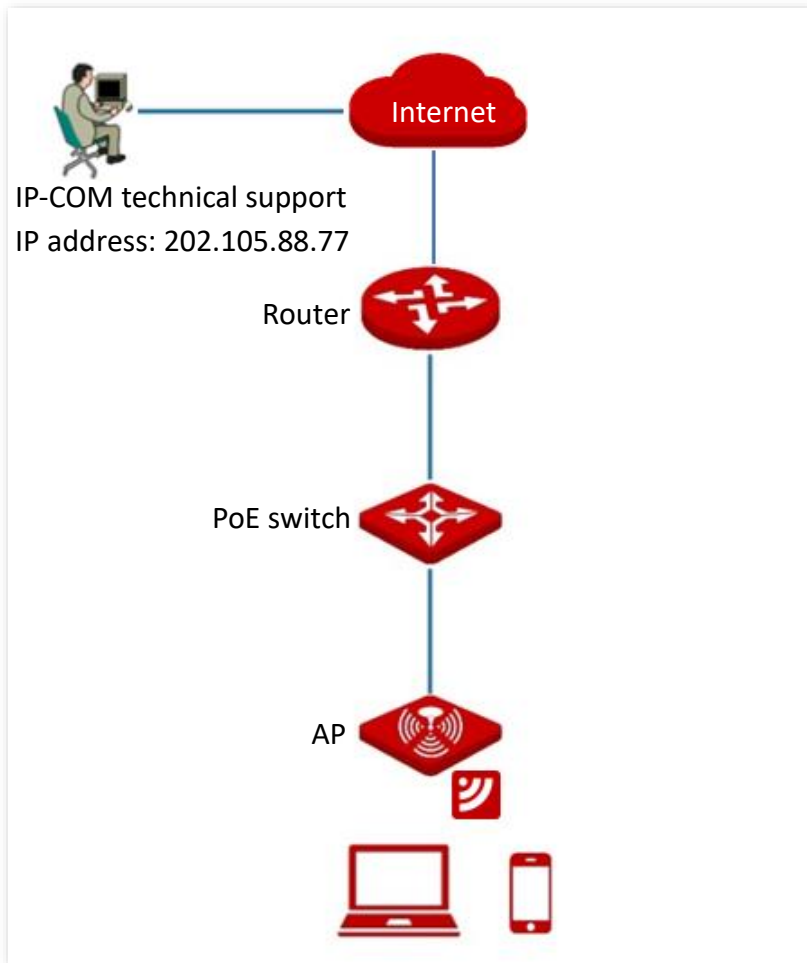 Internet
IP-COM technical support
IP address: 202.105.88.77
Router
PoE switch
AP